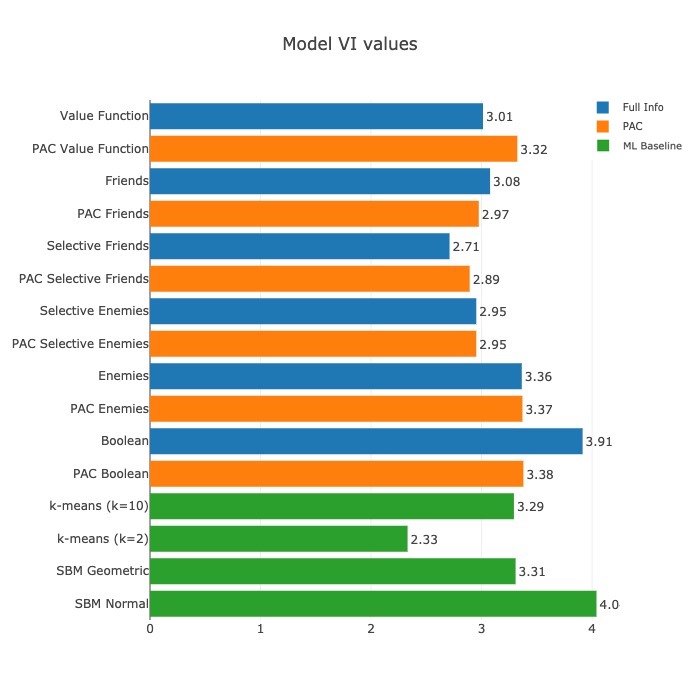 Model VI values
Full Info
PAC
ML Baseline
Value Function 3.01
PAC Value Function 3.32
Friends 3.08
PAC Friends 2.97
Selective Friends 2.71
PAC Selective Friends 2.89
Selective Enemies 2.95
PAC Selective Enemies 2.95
Enemies 3.36
PAC Enemies 3.37
Boolean 3.91
PAC Boolean 3.38
k-means (k=10) 3.29
k-means (k=2) 2.33
SBM Geometric 3.31
SBM Normal 4.0
0 1 2 3 4